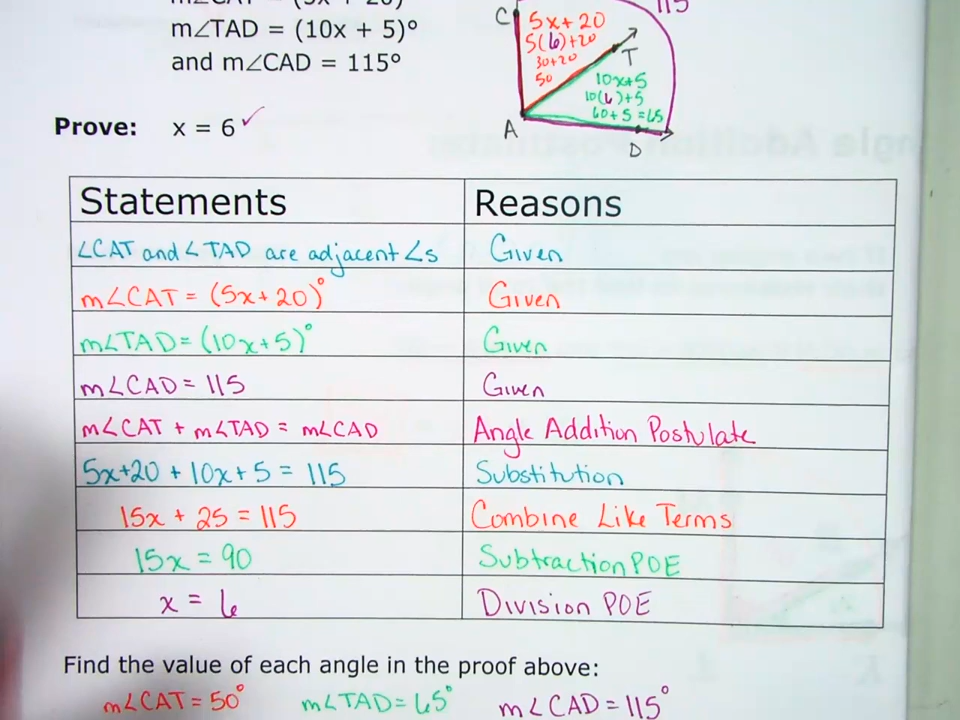 m∠TAD = (10x + 5)°
and m∠CAD = 115°
Prove: x = 6 ✓
C
5x+20
5(6)+20
30+20
50
T
10x+5
10(6)+5
60+5=65
A
D
115
Statements Reasons
∠CAT and ∠TAD are adjacent ∠s Given
m∠CAT = (5x+20)° Given
m∠TAD = (10x+5)° Given
m∠CAD = 115 Given
m∠CAT + m∠TAD = m∠CAD Angle Addition Postulate
5x+20 + 10x+5 = 115 Substitution
15x + 25 = 115 Combine Like Terms
15x = 90 Subtraction POE
x = 6 Division POE
Find the value of each angle in the proof above:
m∠CAT = 50° m∠TAD = 65° m∠CAD = 115°